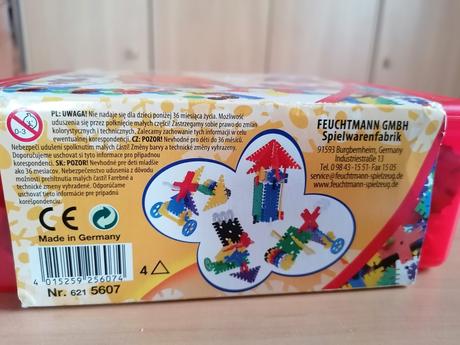 PL: UWAGA! Nie nadaje się dla dzieci poniżej 36 miesiąca życia. Możliwość
uduszenia się przez połknięcie małych części! Zastrzegamy sobie prawo do zmian
kolorystycznych i technicznych. Zalecamy zachowanie tych informacji w celu
ewentualnej korespondencji. CZ: POZOR! Nevhodné pro děti do 36 měsíců.
Nebezpečí udušení spolknutím malých částí! Změny barvy a technické změny vyhrazeny.
Doporučujeme uschovat si tyto informace pro případnou
korespondenci. SK: POZOR! Nevhodné pre deti mladšie
ako 36 mesiacov. Nebezpečenstvo udusenia z dôvodu
možnosti prehltnutia malých častí! Farebné a
technické zmeny vyhradené. Odporúčame
uschovať tieto informácie pre prípadnú
korešpondenciu.
0-3
CE
Made in Germany
4 015259 256074
4
Nr. 621 5607
FEUCHTMANN GMBH
Spielwarenfabrik
91593 Burgbernheim, Germany
Industriestraße 13
Tel. 0 98 43-15 51 · Fax 15 05
service@feuchtmann-spielzeug.de
www.feuchtmann-spielzeug.de